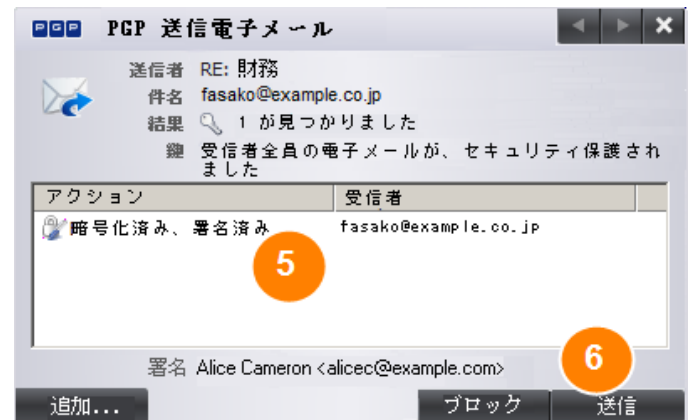 PGP PGP 送信電子メール
送信者 RE: 財務
件名 fasako@example.co.jp
結果 1 が見つかりました
鍵 受信者全員の電子メールが、セキュリティ保護され
ました
アクション 受信者
暗号化済み、署名済み fasako@example.co.jp
5
6
署名 Alice Cameron <alicec@example.com>
追加... ブロック 送信